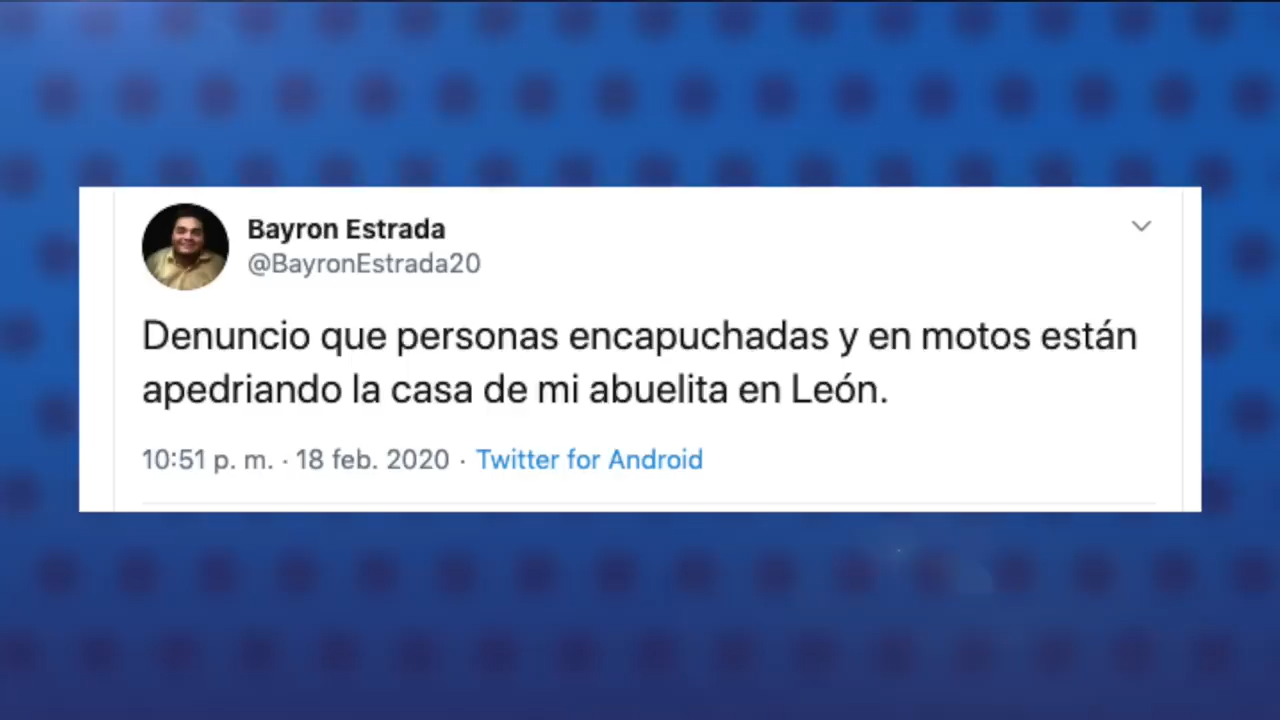 Bayron Estrada
@BayronEstrada20
Denuncio que personas encapuchadas y en motos están
apedriando la casa de mi abuelita en León.
10:51 p. m. · 18 feb. 2020 · Twitter for Android